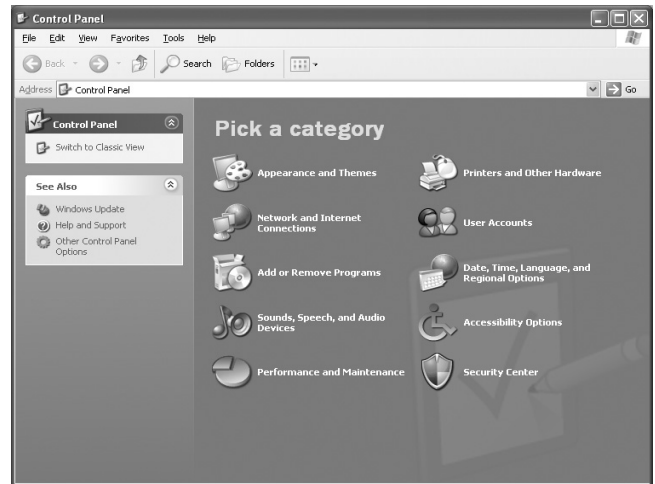 Control Panel
File Edit View Favorites Tools Help
Back Search Folders
Address Control Panel Go
Control Panel
Switch to Classic View
See Also
Windows Update
Help and Support
Other Control Panel
Options
Pick a category
Appearance and Themes
Printers and Other Hardware
Network and Internet
Connections
User Accounts
Add or Remove Programs
Date, Time, Language, and
Regional Options
Sounds, Speech, and Audio
Devices
Accessibility Options
Performance and Maintenance
Security Center